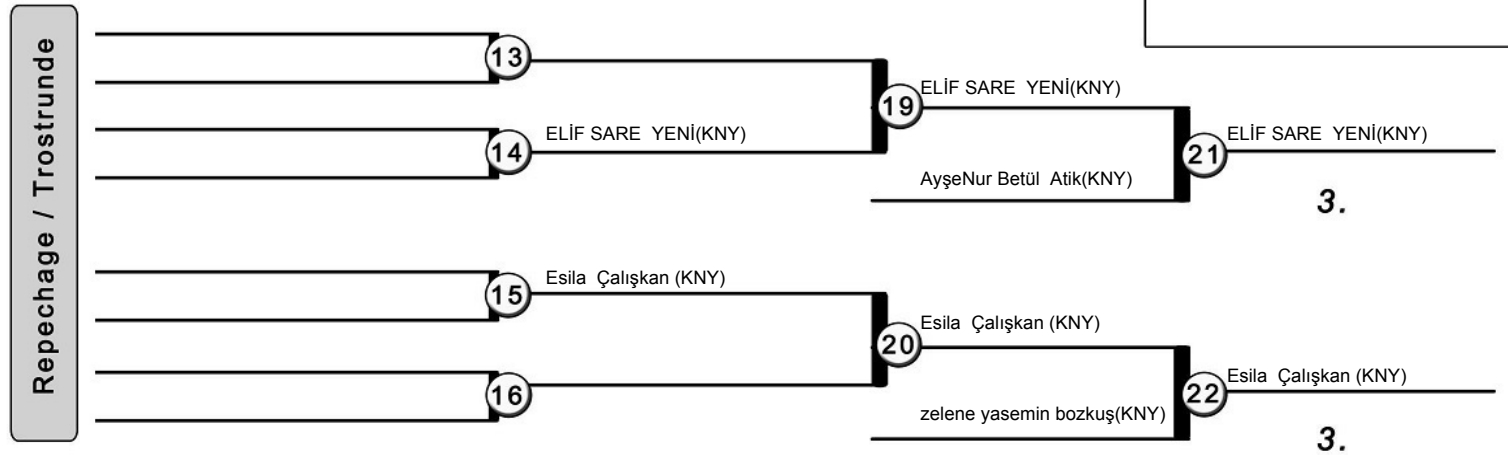 Repechage / Trostrunde
13
ELİF SARE YENİ(KNY)
19
ELİF SARE YENİ(KNY)
14
ELİF SARE YENİ(KNY)
21
AyşeNur Betül Atik(KNY)
3.
Esila Çalışkan (KNY)
15
Esila Çalışkan (KNY)
20
Esila Çalışkan (KNY)
16
22
zelene yasemin bozkuş(KNY)
3.